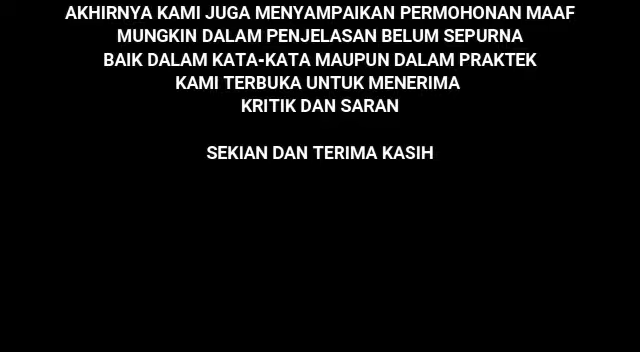 AKHIRNYA KAMI JUGA MENYAMPAIKAN PERMOHONAN MAAF
MUNGKIN DALAM PENJELASAN BELUM SEPURNA
BAIK DALAM KATA-KATA MAUPUN DALAM PRAKTEK
KAMI TERBUKA UNTUK MENERIMA
KRITIK DAN SARAN
SEKIAN DAN TERIMA KASIH